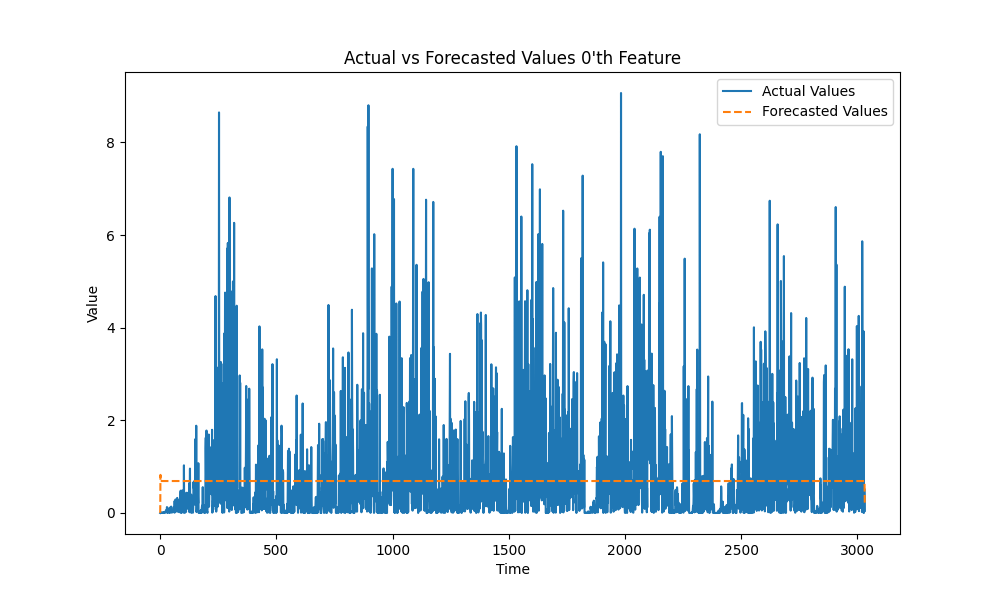 Actual vs Forecasted Values 0'th Feature
Actual Values
Forecasted Values
Value
8
6
4
2
0
0 500 1000 1500 2000 2500 3000
Time